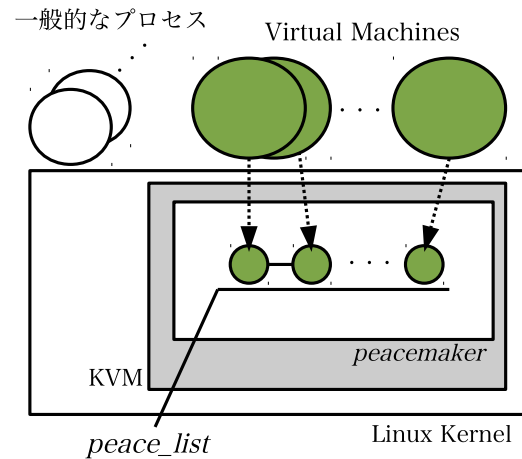 一般的なプロセス
Virtual Machines
peacemaker
KVM
Linux Kernel
peace_list